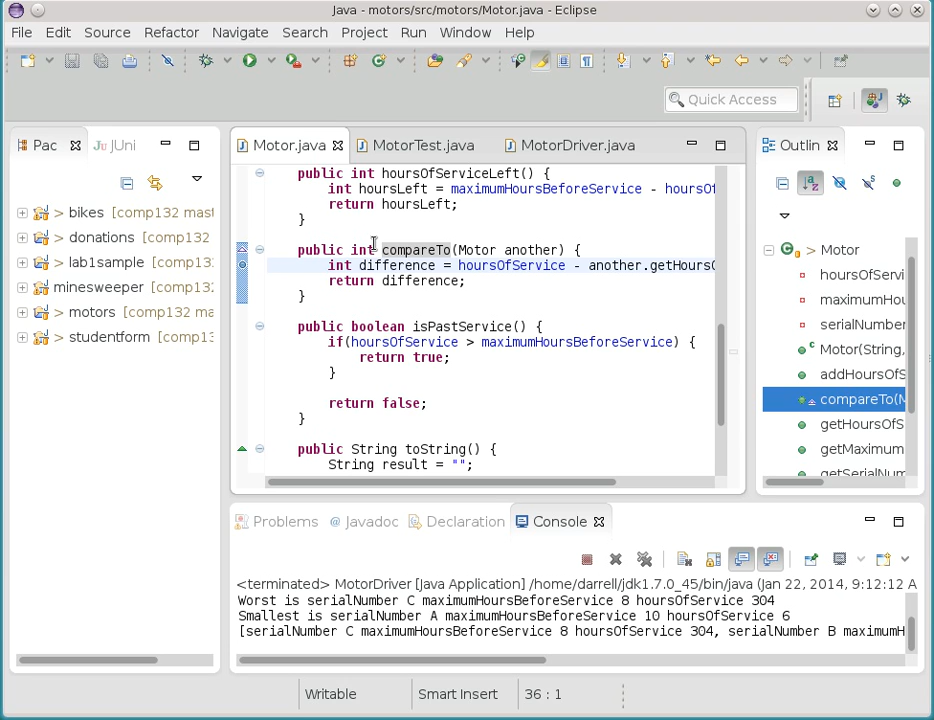 Java - motors/src/motors/Motor.java - Eclipse
File Edit Source Refactor Navigate Search Project Run Window Help
Quick Access
Pac JUni
> bikes [comp132 mast
> donations [comp132
> lab1sample [comp132
minesweeper [comp132
> motors [comp132 ma
> studentform [comp13
Motor.java MotorTest.java MotorDriver.java
public int hoursOfServiceLeft() {
int hoursLeft = maximumHoursBeforeService - hoursOf
return hoursLeft;
}
public int compareTo(Motor another) {
int difference = hoursOfService - another.getHoursO
return difference;
}
public boolean isPastService() {
if(hoursOfService > maximumHoursBeforeService) {
return true;
}
return false;
}
public String toString() {
String result = "";
Outlin
> Motor
hoursOfServi
maximumHou
serialNumber
Motor(String,
addHoursOfS
compareTo(M
getHoursOfS
getMaximum
getSerialNum
Problems @ Javadoc Declaration Console
<terminated> MotorDriver [Java Application] /home/darrell/jdk1.7.0_45/bin/java (Jan 22, 2014, 9:12:12 A
Worst is serialNumber C maximumHoursBeforeService 8 hoursOfService 304
Smallest is serialNumber A maximumHoursBeforeService 10 hoursOfService 6
[serialNumber C maximumHoursBeforeService 8 hoursOfService 304, serialNumber B maximumH
Writable Smart Insert 36 : 1